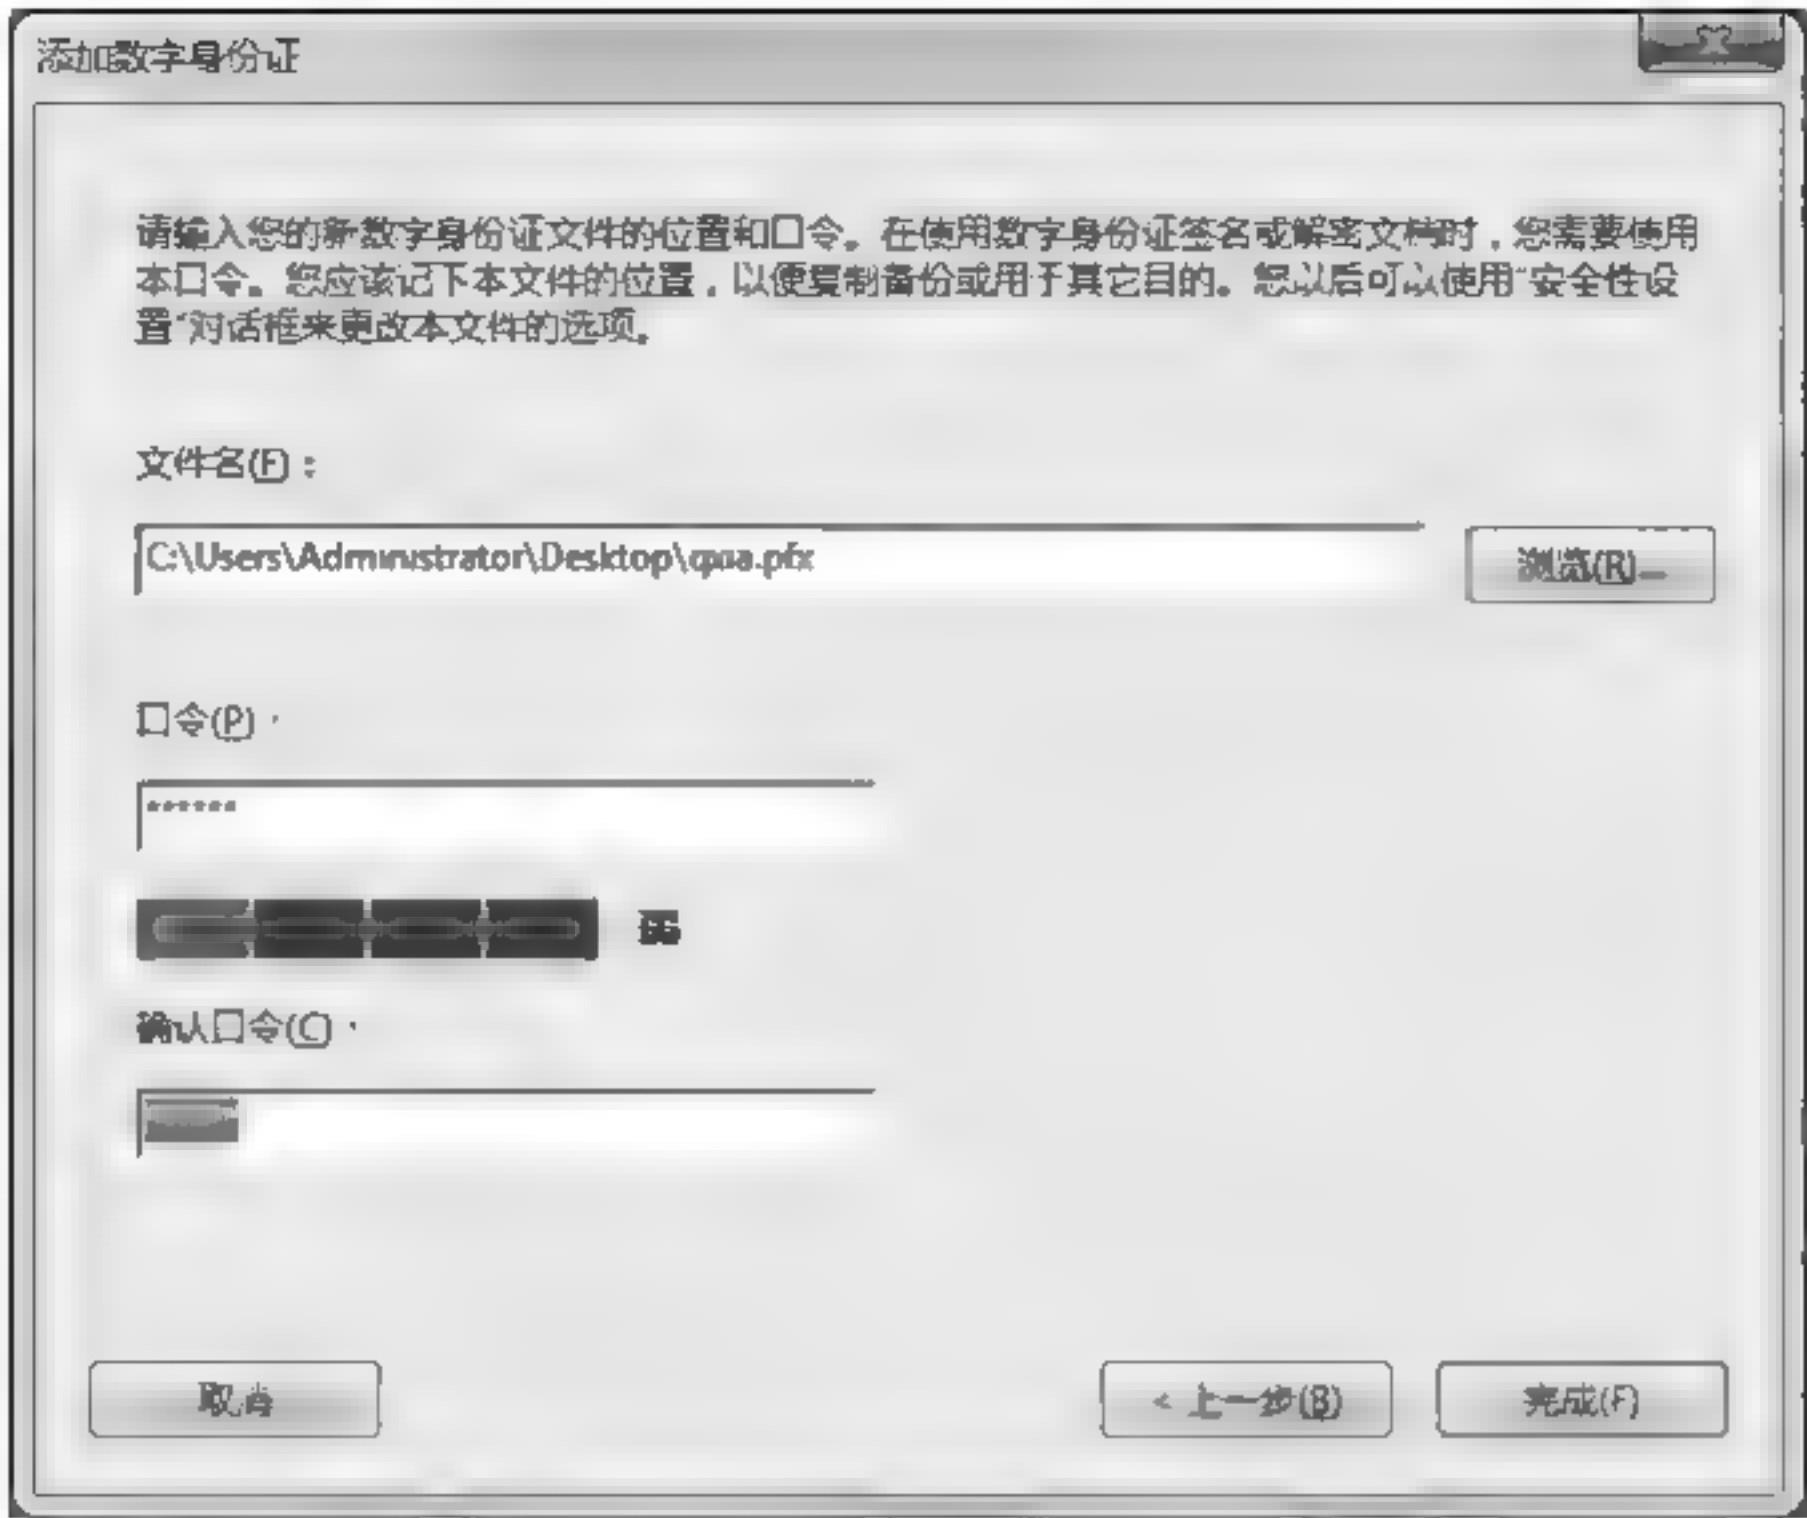 添加数字身份证
请输入您的新数字身份证文件的位置和口令。在使用数字身份证签名或解密文档时，您需要使用
本口令。您应该记下本文件的位置，以便复制备份或用于其它目的。您以后可以使用“安全性设
置”对话框来更改本文件的选项。
文件名(F)：
C:\Users\Administrator\Desktop\
浏览(R)...
口令(P)：
******
确认口令(C)：
取消
< 上一步(B)
完成(F)